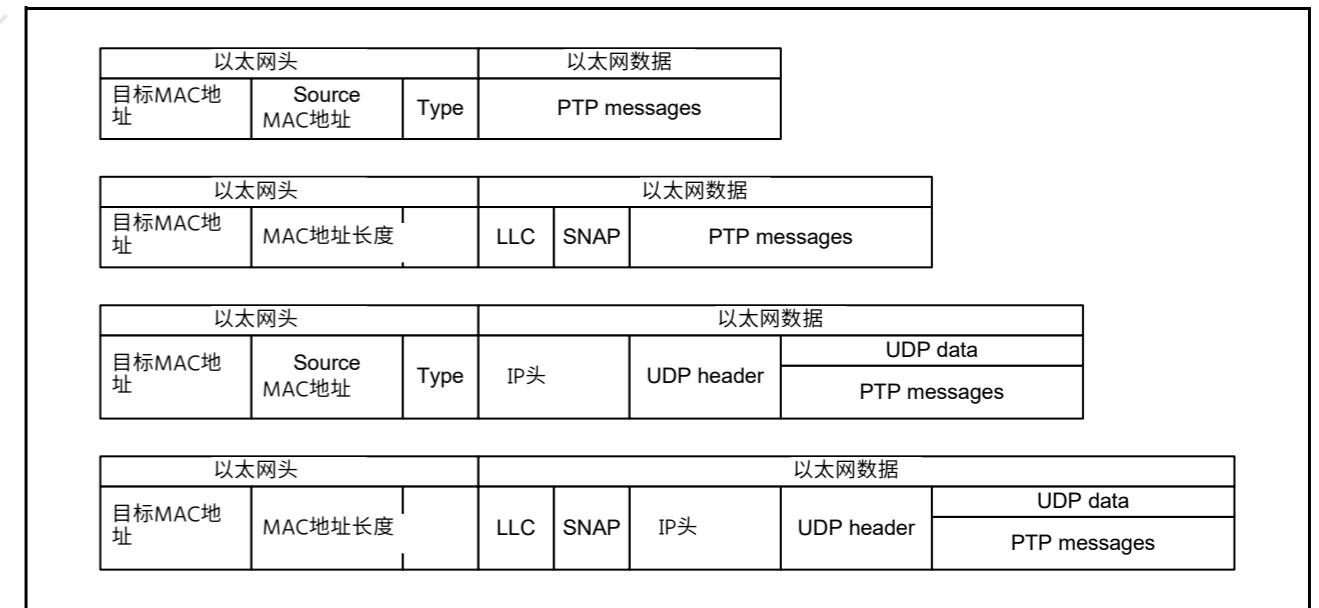 以太网头 以太网数据
目标MAC地
址
Source
MAC地址
Type
PTP messages
以太网头 以太网数据
目标MAC地
址
MAC地址长度
LLC
SNAP
PTP messages
以太网头 以太网数据
目标MAC地
址
Source
MAC地址
Type
IP头
UDP header
UDP data
PTP messages
以太网头 以太网数据
目标MAC地
址
MAC地址长度
LLC
SNAP
IP头
UDP header
UDP data
PTP messages